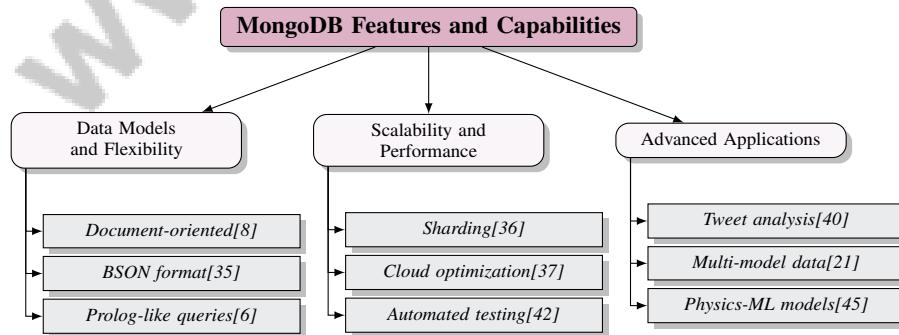 MongoDB Features and Capabilities
Data Models
and Flexibility
Document-oriented[8]
BSON format[35]
Prolog-like queries[6]
Scalability and
Performance
Sharding[36]
Cloud optimization[37]
Automated testing[42]
Advanced Applications
Tweet analysis[40]
Multi-model data[21]
Physics-ML models[45]